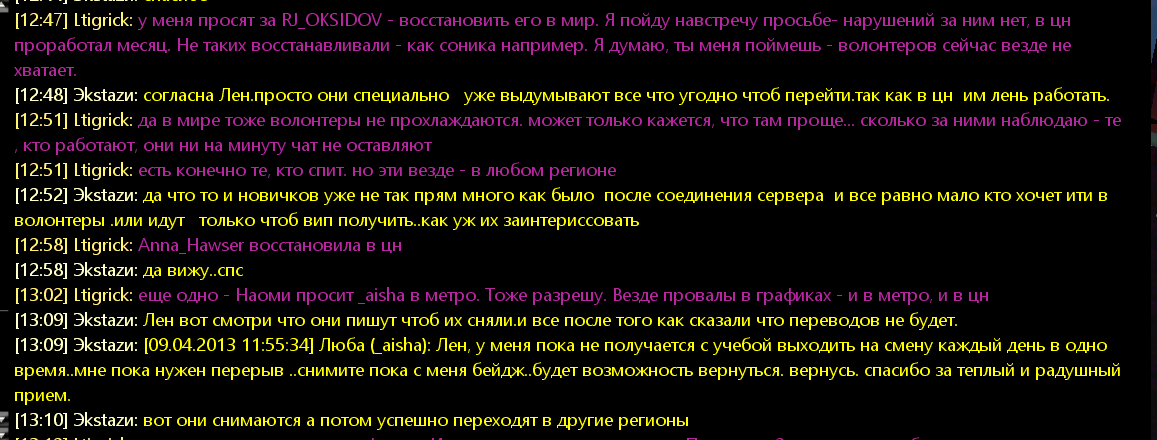 [12:47] Ltigrick: у меня просят за RJ_OKSIDOV - восстановить его в мир. Я пойду навстречу просьбе- нарушений за ним нет, в цн
проработал месяц. Не таких восстанавливали - как соника например. Я думаю, ты меня поймешь - волонтеров сейчас везде не
хватает.
[12:48] Экstazи: согласна Лен.просто они специально   уже выдумывают все что угодно чтоб перейти.так как в цн  им лень работать.
[12:51] Ltigrick: да в мире тоже волонтеры не прохлаждаются. может только кажется, что там проще... сколько за ними наблюдаю - те
, кто работают, они ни на минуту чат не оставляют
[12:51] Ltigrick: есть конечно те, кто спит. но эти везде - в любом регионе
[12:52] Экstazи: да что то и новичков уже не так прям много как было  после соединения сервера  и все равно мало кто хочет ити в
волонтеры .или идут   только чтоб вип получить..как уж их заинтериссовать
[12:58] Ltigrick: Anna_Hawser восстановила в цн
[12:58] Экstazи: да вижу..спс
[13:02] Ltigrick: еще одно - Наоми просит _aisha в метро. Тоже разрешу. Везде провалы в графиках - и в метро, и в цн
[13:09] Экstazи: Лен вот смотри что они пишут чтоб их сняли.и все после того как сказали что переводов не будет.
[13:09] Экstazи: [09.04.2013 11:55:34] Люба (_aisha): Лен, у меня пока не получается с учебой выходить на смену каждый день в одно
время..мне пока нужен перерыв ..снимите пока с меня бейдж..будет возможность вернуться. вернусь. спасибо за теплый и радушный
прием.
[13:10] Экstazи: вот они снимаются а потом успешно переходят в другие регионы